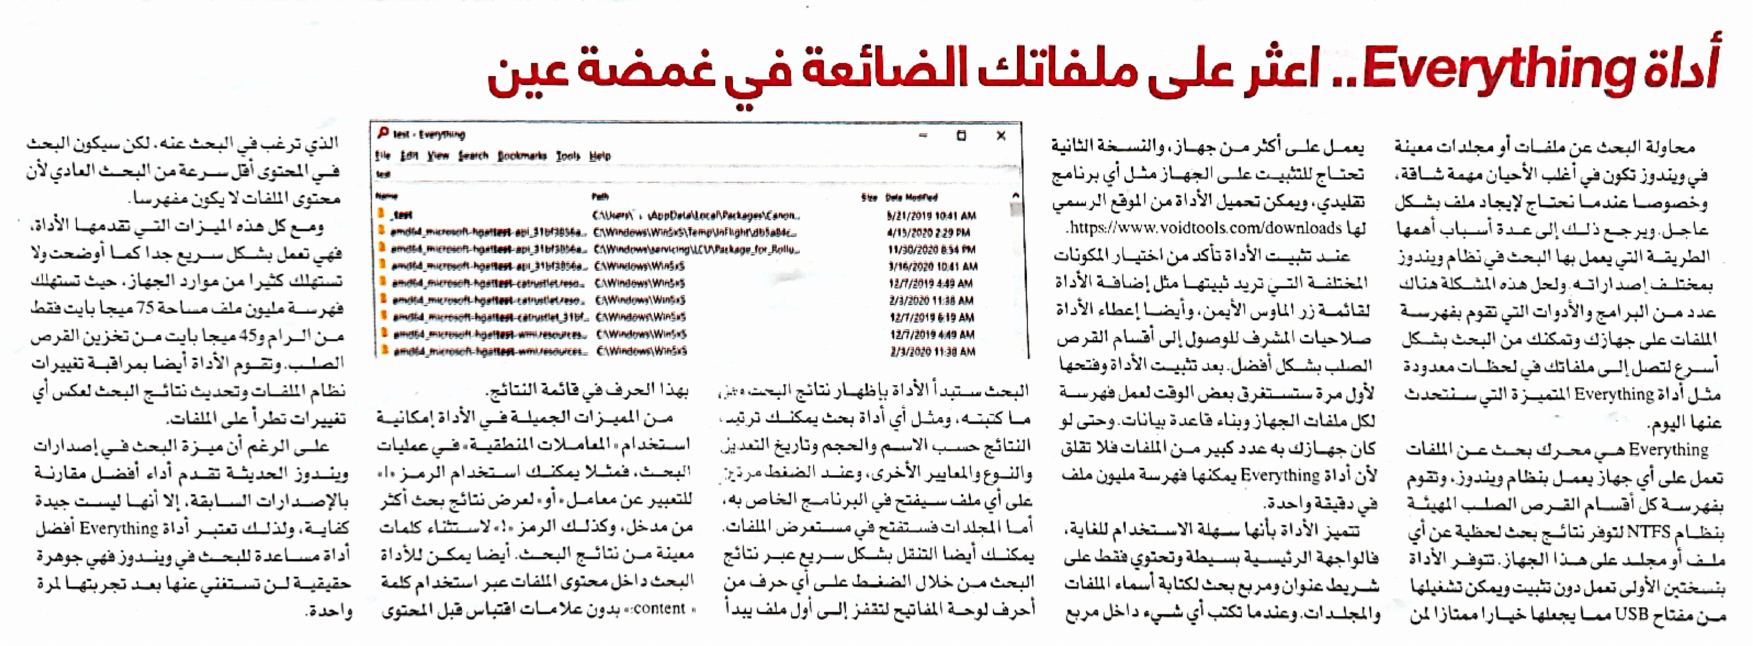 أداة Everything.. اعثر على ملفاتك الضائعة في غمضة عين
محاولة البحث عن ملفات أو مجلدات معينة
في ويندوز تكون في أغلب الأحيان مهمة شاقة،
وخصوصا عندما نحتاج لإيجاد ملف بشكل
عاجل. ويرجع ذلك إلى عدة أسباب أهمها
الطريقة التي يعمل بها البحث في نظام ويندوز
بمختلف إصداراته. ولحل هذه المشكلة هناك
عدد من البرامج والأدوات التي تقوم بفهرسة
الملفات على جهازك وتمكنك من البحث بشكل
أسرع لتصل إلى ملفاتك في لحظات معدودة
مثل أداة Everything المتميزة التي سنتحدث
عنها اليوم.
Everything هي محرك بحث عن الملفات
تعمل على أي جهاز يعمل بنظام ويندوز، وتقوم
بفهرسة كل أقسام القرص الصلب المهيئة
بنظام NTFS لتوفر نتائج بحث لحظية عن أي
ملف أو مجلد على هذا الجهاز. تتوفر الأداة
بنسختين الأولى تعمل دون تثبيت ويمكن تشغيلها
من مفتاح USB مما يجعلها خيارا ممتازا لمن
يعمل على أكثر من جهاز، والنسخة الثانية
تحتاج للتثبيت على الجهاز مثل أي برنامج
تقليدي، ويمكن تحميل الأداة من الموقع الرسمي
لها https://www.voidtools.com/downloads.
عند تثبيت الأداة تأكد من اختيار المكونات
المختلفة التي تريد ثبيتها مثل إضافة الأداة
لقائمة زر الماوس الأيمن، وأيضا إعطاء الأداة
صلاحيات المشرف للوصول إلى أقسام القرص
الصلب بشكل أفضل. بعد تثبيت الأداة وفتحها
لأول مرة ستستغرق بعض الوقت لعمل فهرسة
لكل ملفات الجهاز وبناء قاعدة بيانات. وحتى لو
كان جهازك به عدد كبير من الملفات فلا تقلق
لأن أداة Everything يمكنها فهرسة مليون ملف
في دقيقة واحدة.
تتميز الأداة بأنها سهلة الاستخدام للغاية،
فالواجهة الرئيسية بسيطة وتحتوي فقط على
شريط عنوان ومربع بحث لكتابة أسماء الملفات
والمجلدات. وعندما تكتب أي شيء داخل مربع
test - Everything
File Edit View Search Bookmarks Tools Help
test
Name Path Size Date Modified
_test C:\Users\ \AppData\Local\Packages\Canon... 5/21/2019 10:41 AM
amd64_microsoft-hgattest-api_31bf3856a... C:\Windows\WinSxS\Temp\InFlight\ 4/15/2020 2:29 PM
amd64_microsoft-hgattest-api_31bf3856a... C:\Windows\servicing\LCU\Package_for_Rollu... 11/30/2020 8:54 PM
amd64_microsoft-hgattest-api_31bf3856a... C:\Windows\WinSxS 3/16/2020 10:41 AM
amd64_microsoft-hgattest-catrustlet.reso... C:\Windows\WinSxS 12/7/2019 4:49 AM
amd64_microsoft-hgattest-catrustlet.reso... C:\Windows\WinSxS 2/3/2020 11:38 AM
amd64_microsoft-hgattest-catrustlet_31bf... C:\Windows\WinSxS 12/7/2019 6:19 AM
amd64_microsoft-hgattest-wmi.resources... C:\Windows\WinSxS 12/7/2019 4:49 AM
amd64_microsoft-hgattest-wmi.resources... C:\Windows\WinSxS 2/3/2020 11:38 AM
البحث ستبدأ الأداة بإظهار نتائج البحث
ما كتبته، ومثل أي أداة بحث يمكنك ترتيب
النتائج حسب الاسم والحجم وتاريخ التعديل
والنوع والمعايير الأخرى، وعند الضغط مرتين
على أي ملف سيفتح في البرنامج الخاص به،
أما المجلدات فستفتح في مستعرض الملفات.
يمكنك أيضا التنقل بشكل سريع عبر نتائج
البحث من خلال الضغط على أي حرف من
أحرف لوحة المفاتيح لتقفز إلى أول ملف يبدأ
بهذا الحرف في قائمة النتائج.
من الميزات الجميلة في الأداة إمكانية
استخدام «المعاملات المنطقية» في عمليات
البحث، فمثلا يمكنك استخدام الرمز «|»
للتعبير عن معامل «أو» لعرض نتائج بحث أكثر
من مدخل، وكذلك الرمز «!» لاستثناء كلمات
معينة من نتائج البحث. أيضا يمكن للأداة
البحث داخل محتوى الملفات عبر استخدام كلمة
«content:» بدون علامات اقتباس قبل المحتوى
الذي ترغب في البحث عنه، لكن سيكون البحث
في المحتوى أقل سرعة من البحث العادي لأن
محتوى الملفات لا يكون مفهرسا.
ومع كل هذه الميزات التي تقدمها الأداة،
فهي تعمل بشكل سريع جدا كما أوضحت ولا
تستهلك كثيرا من موارد الجهاز، حيث تستهلك
فهرسة مليون ملف مساحة 75 ميجا بايت فقط
من الرام و45 ميجا بايت من تخزين القرص
الصلب. وتقوم الأداة أيضا بمراقبة تغييرات
نظام الملفات وتحديث نتائج البحث لعكس أي
تغييرات تطرأ على الملفات.
على الرغم أن ميزة البحث في إصدارات
ويندوز الحديثة تقدم أداء أفضل مقارنة
بالإصدارات السابقة، إلا أنها ليست جيدة
كفاية، ولذلك تعتبر أداة Everything أفضل
أداة مساعدة للبحث في ويندوز فهي جوهرة
حقيقية لن تستغني عنها بعد تجربتها لمرة
واحدة.